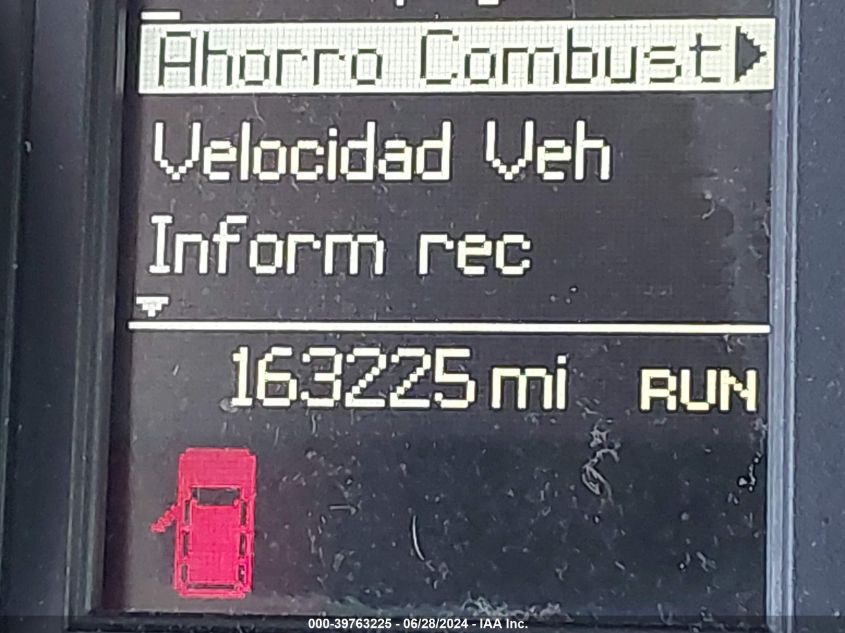 Ahorro Combust
Velocidad Veh
Inform rec
163225 mi RUN
000-39763225 - 06/28/2024 - IAA Inc.